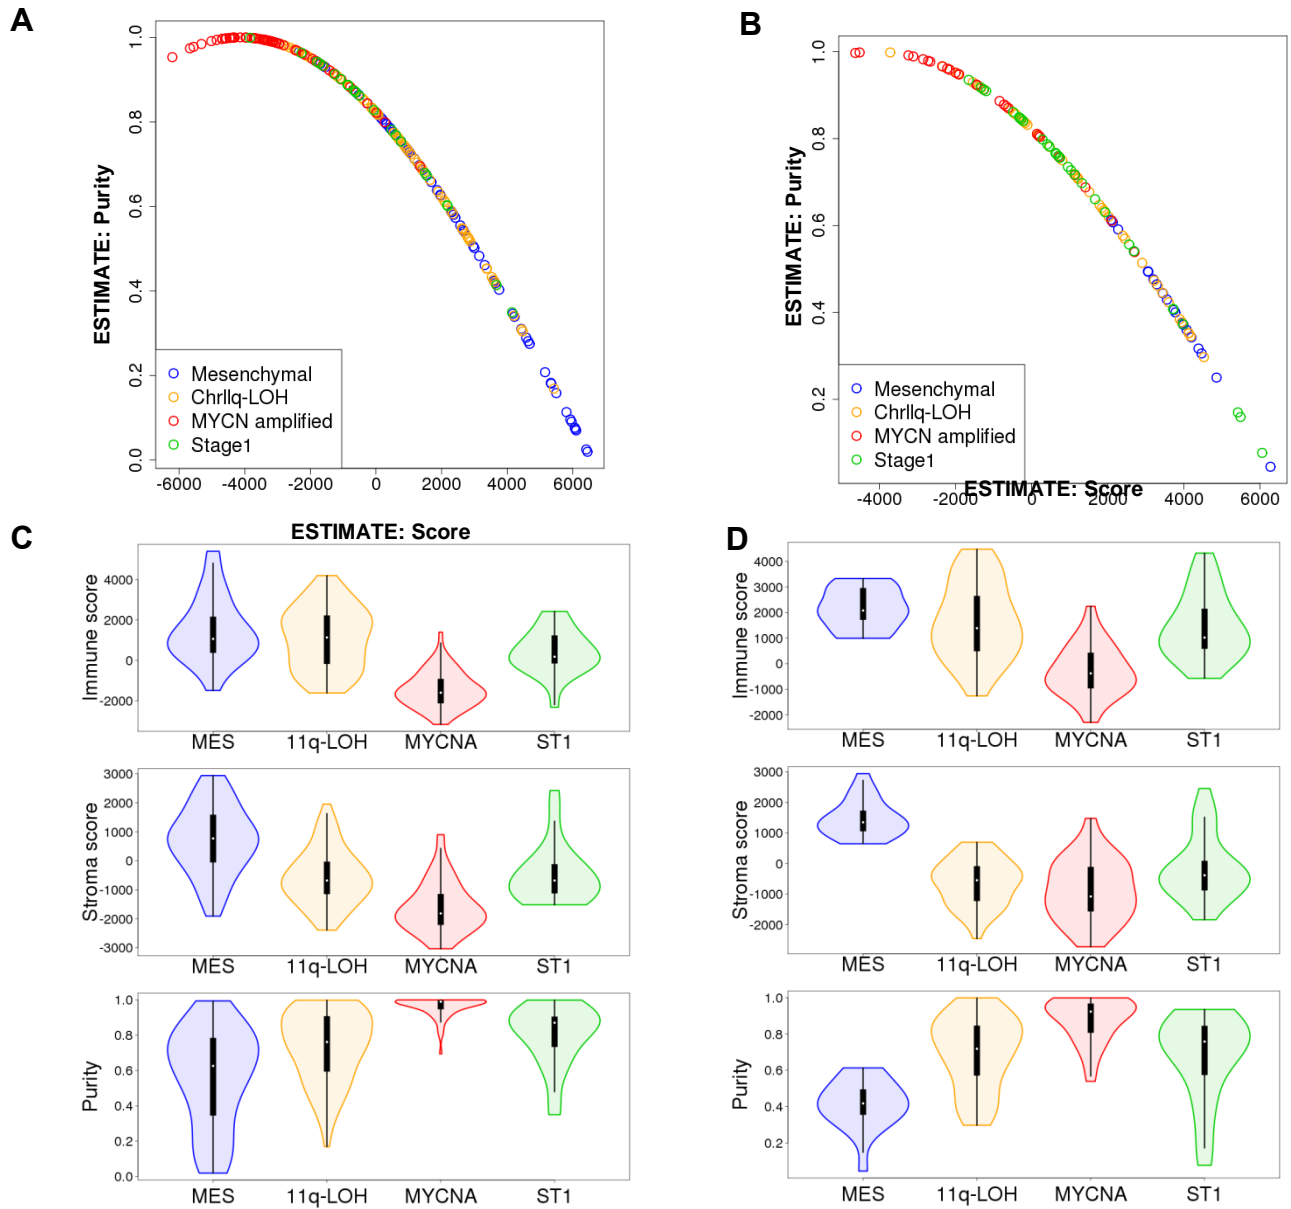 A
ESTIMATE: Purity
1.0
0.8
0.6
0.4
0.2
0.0
Mesenchymal
Chrllq-LOH
MYCN amplified
Stage1
-6000 -4000 -2000 0 2000 4000 6000
ESTIMATE: Score
B
ESTIMATE: Purity
1.0
0.8
0.6
0.4
0.2
Mesenchymal
Chrllq-LOH
MYCN amplified
Stage1
-4000 -2000 0 2000 4000 6000
ESTIMATE: Score
C
Immune score
4000
2000
0
-2000
MES 11q-LOH MYCNA ST1
Stroma score
3000
2000
1000
0
-1000
-2000
-3000
MES 11q-LOH MYCNA ST1
Purity
1.0
0.8
0.6
0.4
0.2
0.0
MES 11q-LOH MYCNA ST1
D
Immune score
4000
3000
2000
1000
0
-1000
-2000
MES 11q-LOH MYCNA ST1
Stroma score
3000
2000
1000
0
-1000
-2000
MES 11q-LOH MYCNA ST1
Purity
1.0
0.8
0.6
0.4
0.2
MES 11q-LOH MYCNA ST1